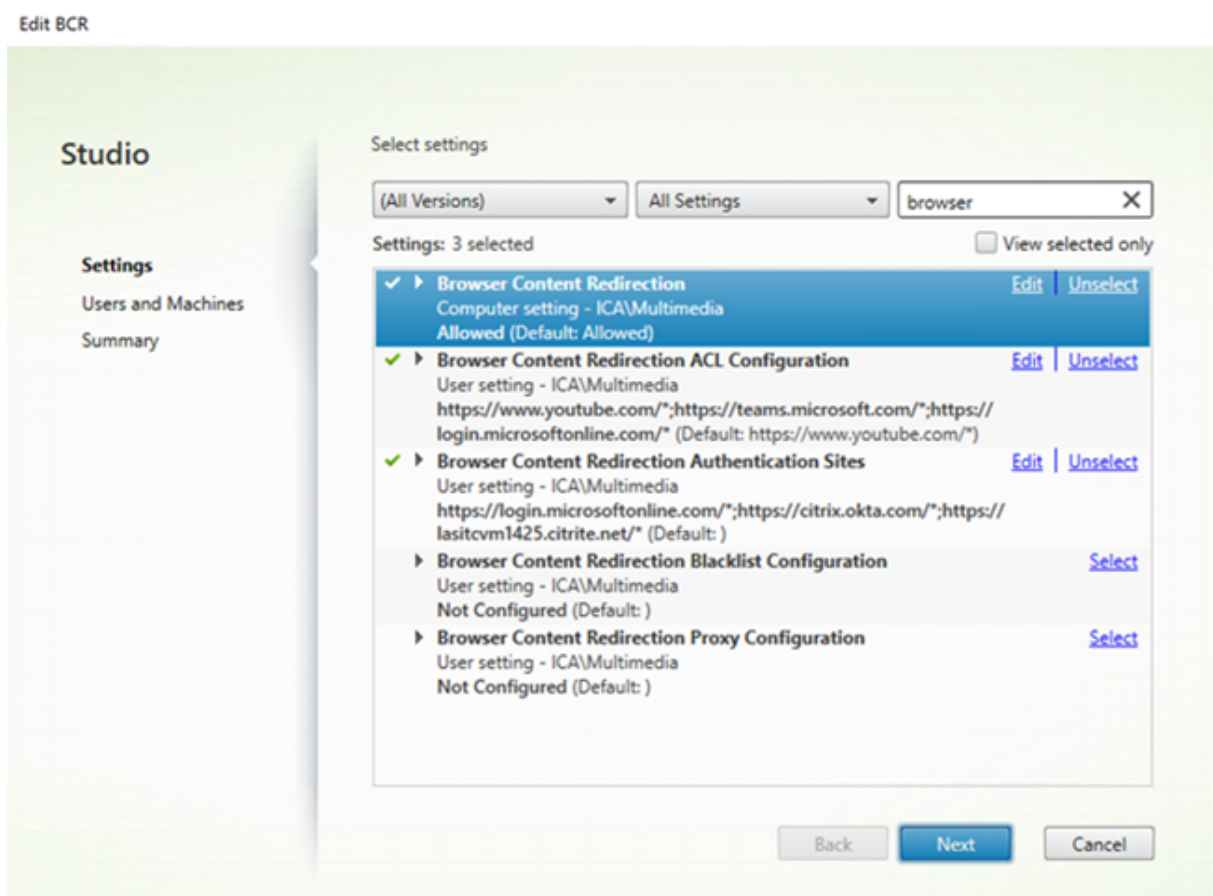 Edit BCR
Studio
Settings
Users and Machines
Summary
Select settings
(All Versions)
All Settings
browser
Settings: 3 selected
View selected only
Browser Content Redirection
Edit
Unselect
Computer setting - ICA\Multimedia
Allowed (Default: Allowed)
Browser Content Redirection ACL Configuration
Edit
Unselect
User setting - ICA\Multimedia
https://www.youtube.com/*;https://teams.microsoft.com/*;https://
login.microsoftonline.com/* (Default: https://www.youtube.com/*)
Browser Content Redirection Authentication Sites
Edit
Unselect
User setting - ICA\Multimedia
https://login.microsoftonline.com/*;https://citrix.okta.com/*;https://
lasitcvm1425.citrite.net/* (Default: )
Browser Content Redirection Blacklist Configuration
Select
User setting - ICA\Multimedia
Not Configured (Default: )
Browser Content Redirection Proxy Configuration
Select
User setting - ICA\Multimedia
Not Configured (Default: )
Back
Next
Cancel